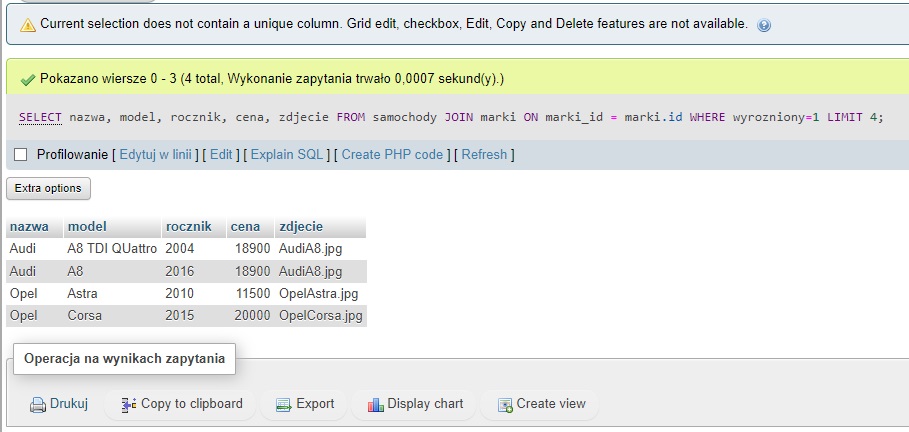 Current selection does not contain a unique column. Grid edit, checkbox, Edit, Copy and Delete features are not available.
Pokazano wiersze 0 - 3 (4 total, Wykonanie zapytania trwało 0,0007 sekund(y).)
SELECT nazwa, model, rocznik, cena, zdjecie FROM samochody JOIN marki ON marki_id = marki.id WHERE wyrozniony=1 LIMIT 4;
Profilowanie [ Edytuj w linii ] [ Edit ] [ Explain SQL ] [ Create PHP code ] [ Refresh ]
Extra options
nazwa model rocznik cena zdjecie
Audi A8 TDI QUattro 2004 18900 AudiA8.jpg
Audi A8 2016 18900 AudiA8.jpg
Opel Astra 2010 11500 OpelAstra.jpg
Opel Corsa 2015 20000 OpelCorsa.jpg
Operacja na wynikach zapytania
Drukuj Copy to clipboard Export Display chart Create view